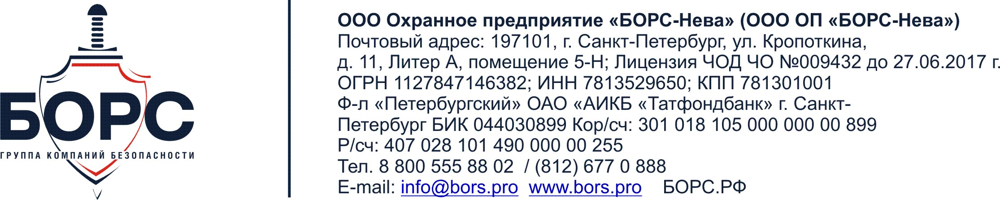 БОРС
ГРУППА КОМПАНИЙ БЕЗОПАСНОСТИ
ООО Охранное предприятие «БОРС-Нева» (ООО ОП «БОРС-Нева»)
Почтовый адрес: 197101, г. Санкт-Петербург, ул. Кропоткина,
д. 11, Литер А, помещение 5-Н; Лицензия ЧОД ЧО №009432 до 27.06.2017 г.
ОГРН 1127847146382; ИНН 7813529650; КПП 781301001
Ф-л «Петербургский» ОАО «АИКБ «Татфондбанк» г. Санкт-
Петербург БИК 044030899 Кор/сч: 301 018 105 000 000 00 899
Р/сч: 407 028 101 490 000 00 255
Тел. 8 800 555 88 02 / (812) 677 0 888
E-mail: info@bors.pro www.bors.pro БОРС.РФ